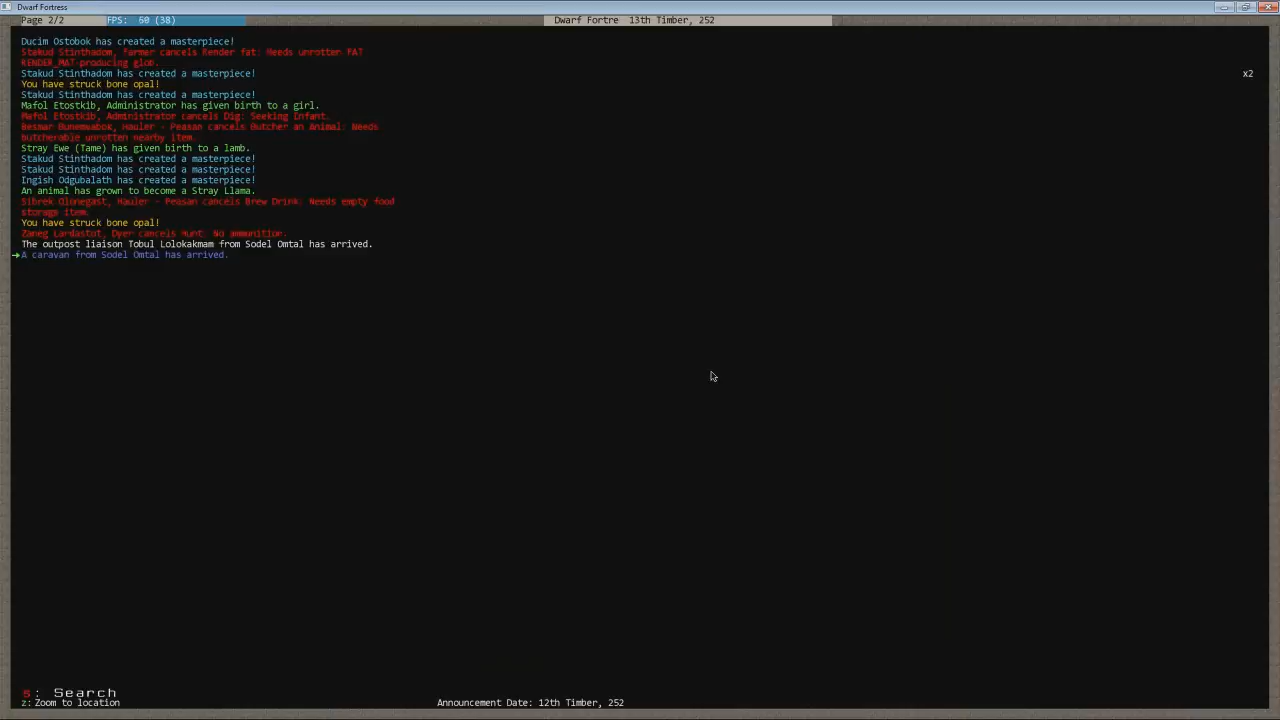 Dwarf Fortress
Page 2/2 FPS: 60 (38) Dwarf Fortre 13th Timber, 252
Ducim Ostobok has created a masterpiece!
Stakud Stinthadom, Farmer cancels Render fat: Needs unrotten FAT
RENDER_MAT-producing glob.
Stakud Stinthadom has created a masterpiece! x2
You have struck bone opal!
Stakud Stinthadom has created a masterpiece!
Mafol Etostkib, Administrator has given birth to a girl.
Mafol Etostkib, Administrator cancels Dig: Seeking Infant.
Hauler - Peasant cancels Butcher an Animal: Needs
butcherable unrotten nearby item.
Stray Ewe (Tame) has given birth to a lamb.
Stakud Stinthadom has created a masterpiece!
Stakud Stinthadom has created a masterpiece!
Ingish Odgubalath has created a masterpiece!
An animal has grown to become a Stray Llama.
Hauler - Peasant cancels Brew Drink: Needs empty food
storage item.
You have struck bone opal!
Zaneg Lardastot, Dyer cancels Hunt: No ammunition.
The outpost liaison Tobul Lolokakmam from Sodel Omtal has arrived.
A caravan from Sodel Omtal has arrived.
s: Search
z: Zoom to location Announcement Date: 12th Timber, 252